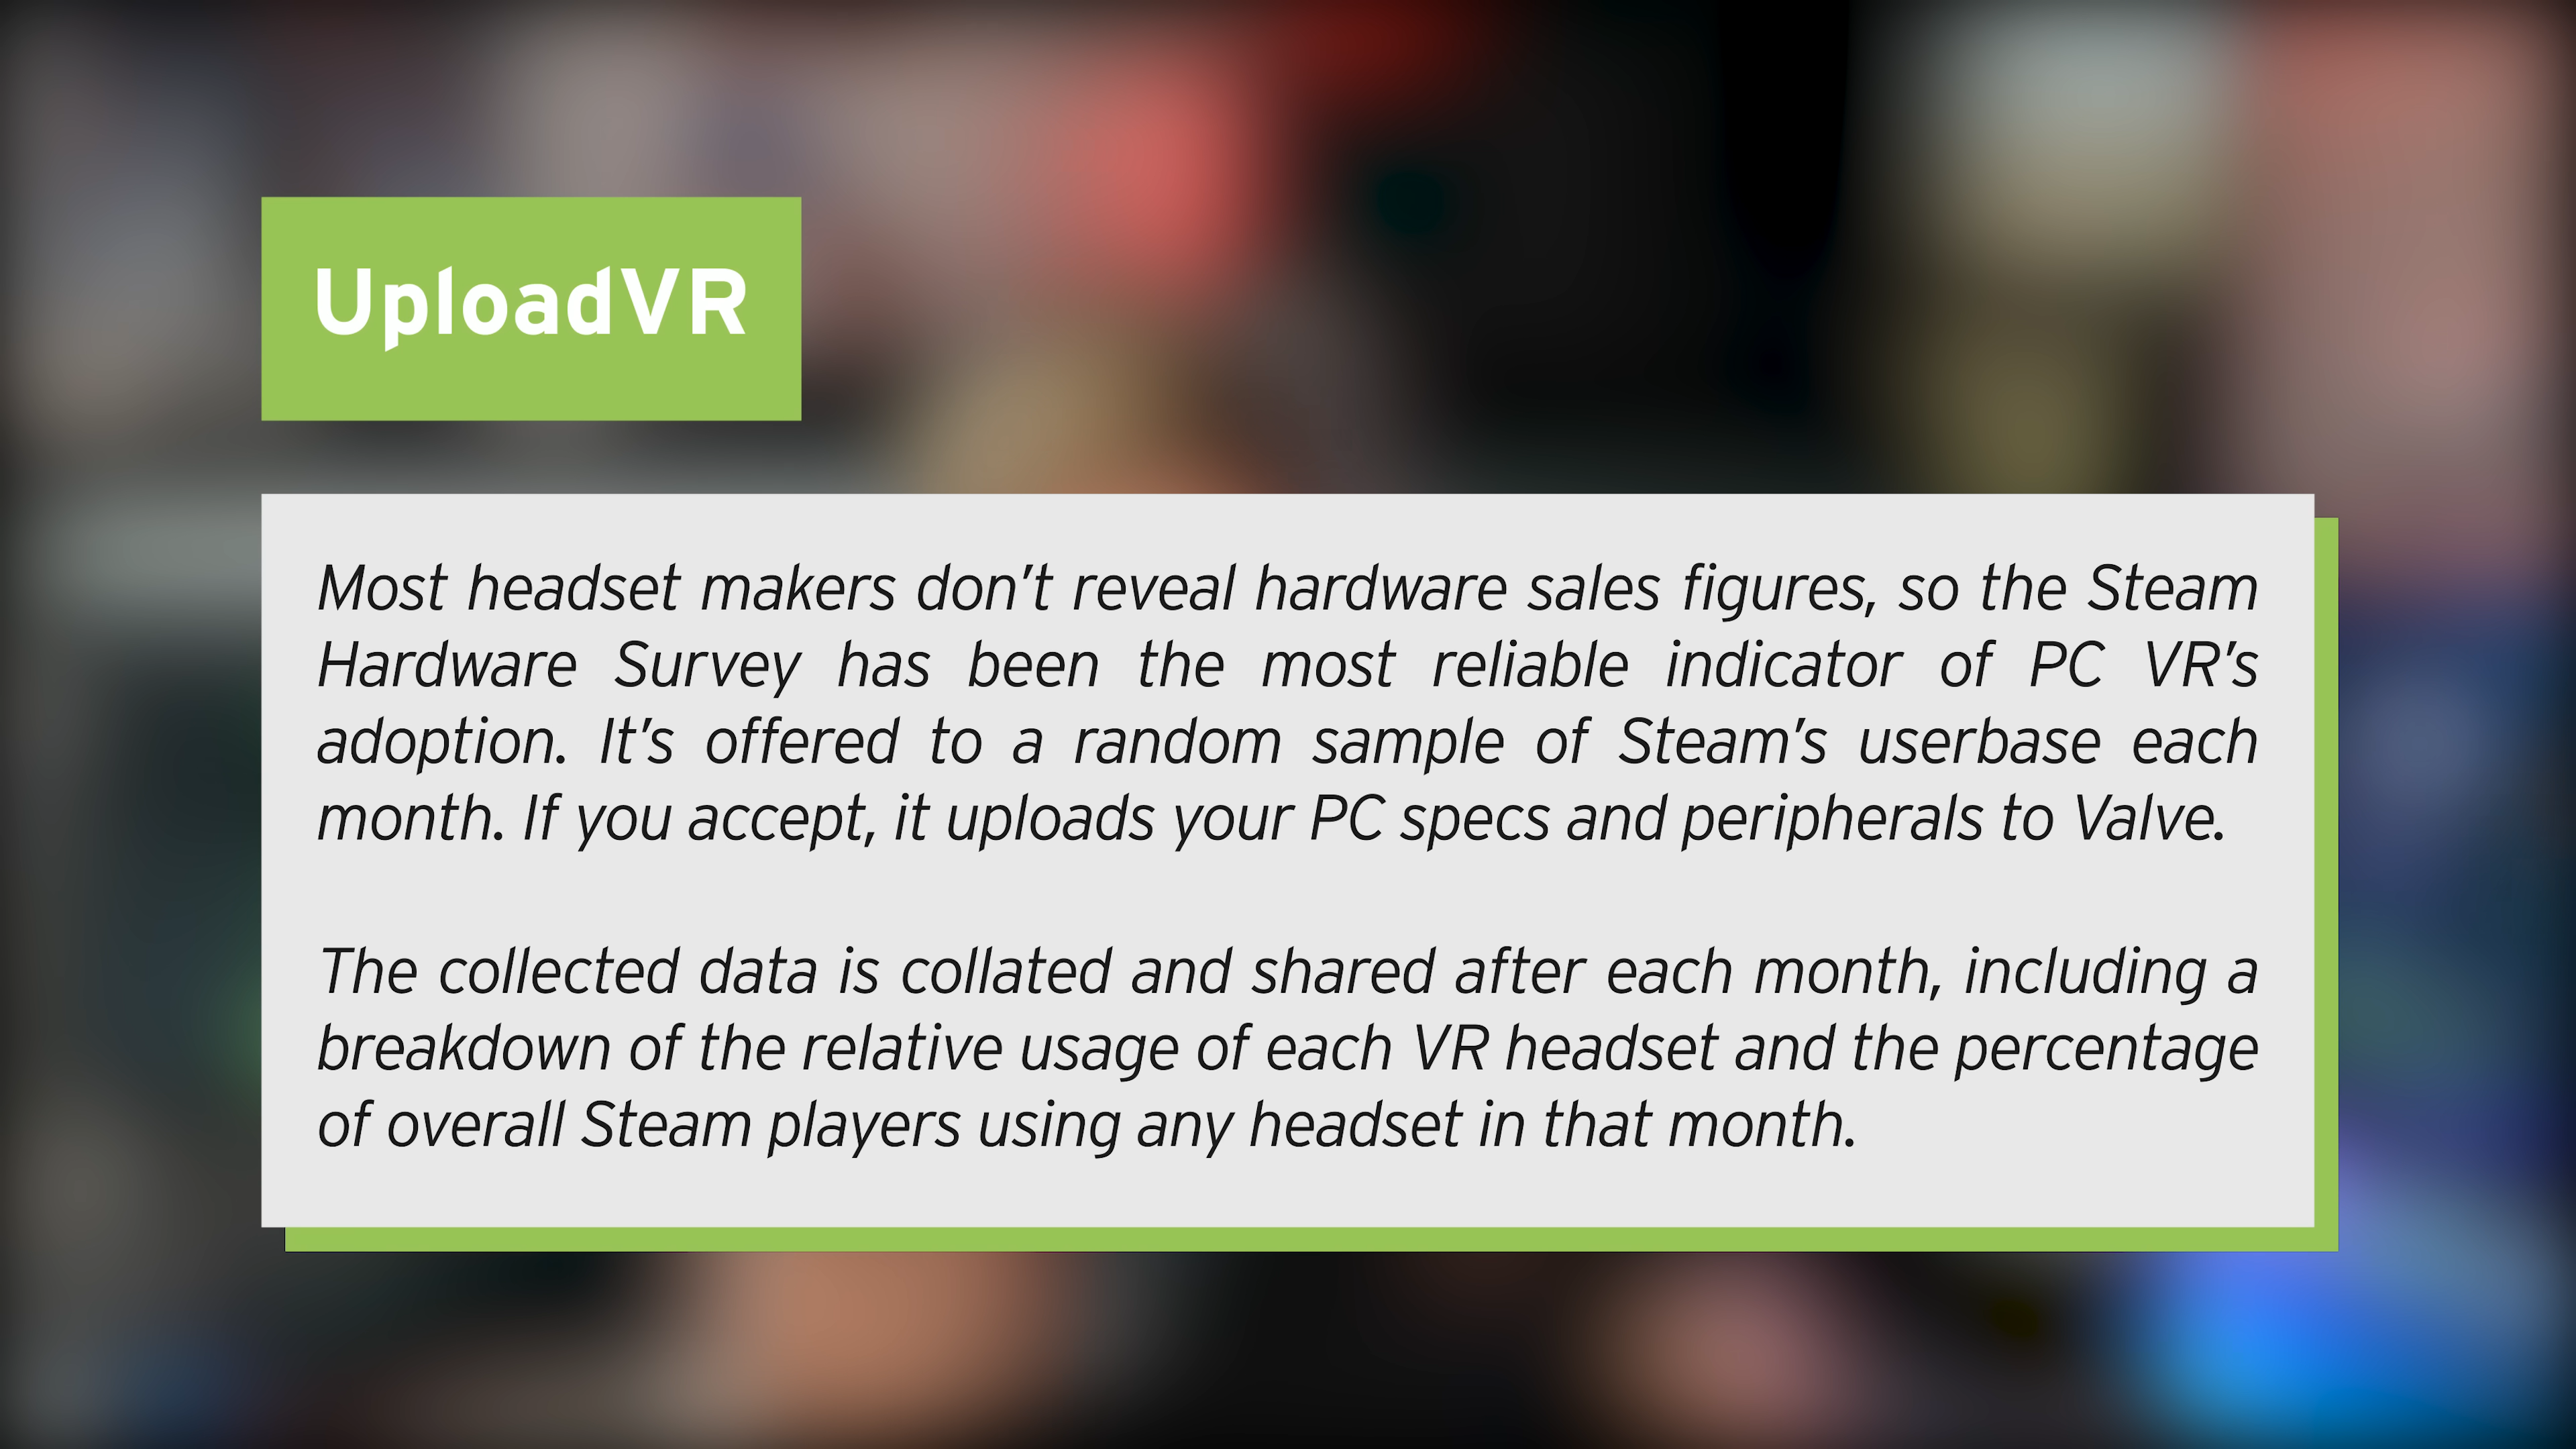 UploadVR
Most headset makers don’t reveal hardware sales figures, so the Steam
Hardware Survey has been the most reliable indicator of PC VR’s
adoption. It’s offered to a random sample of Steam’s userbase each
month. If you accept, it uploads your PC specs and peripherals to Valve.
The collected data is collated and shared after each month, including a
breakdown of the relative usage of each VR headset and the percentage
of overall Steam players using any headset in that month.